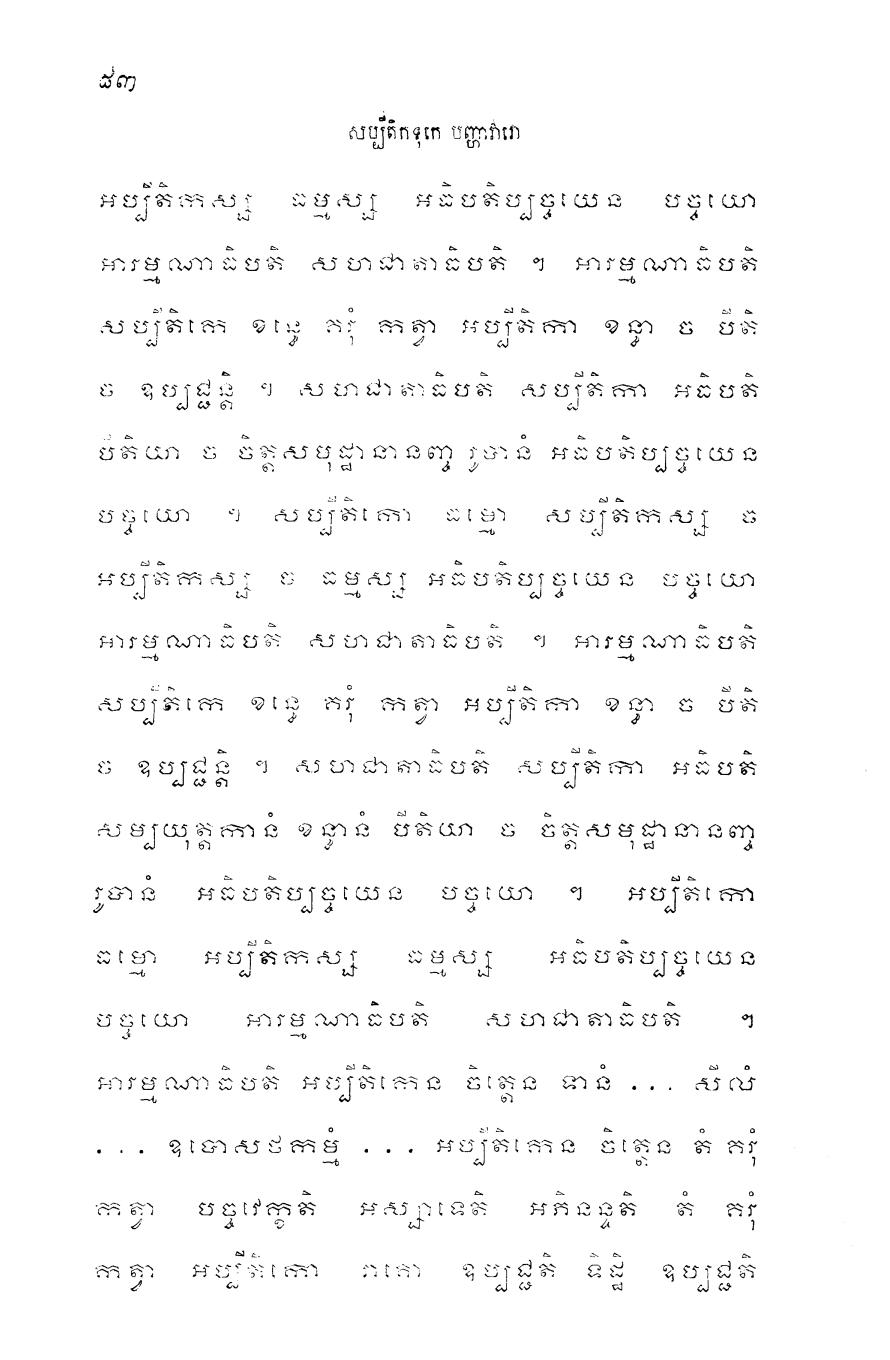 ៨៣
សប្បីតិកទុកេ បញ្ហាវារោ
អប្បីតិកស្ស ធម្មស្ស អធិបតិប្បច្ចយេន បច្ចយោ
អារម្មណាធិបតិ សហជាតាធិបតិ ។ អារម្មណាធិបតិ
សប្បីតិកេ ខន្ធេ គរុំ កត្វា អប្បីតិកា ខន្ធា ច បីតិ
ច ឧប្បជ្ជន្តិ ។ សហជាតាធិបតិ សប្បីតិកា អធិបតិ
បីតិយា ច ចិត្តសមុដ្ឋានានញ្ច រូបានំ អធិបតិប្បច្ចយេន
បច្ចយោ ។ សប្បីតិកោ ធម្មោ សប្បីតិកស្ស ច
អប្បីតិកស្ស ច ធម្មស្ស អធិបតិប្បច្ចយេន បច្ចយោ
អារម្មណាធិបតិ សហជាតាធិបតិ ។ អារម្មណាធិបតិ
សប្បីតិកេ ខន្ធេ គរុំ កត្វា អប្បីតិកា ខន្ធា ច បីតិ
ច ឧប្បជ្ជន្តិ ។ សហជាតាធិបតិ សប្បីតិកា អធិបតិ
សម្បយុត្តកានំ ខន្ធានំ បីតិយា ច ចិត្តសមុដ្ឋានានញ្ច
រូបានំ អធិបតិប្បច្ចយេន បច្ចយោ ។ អប្បីតិកោ
ធម្មោ អប្បីតិកស្ស ធម្មស្ស អធិបតិប្បច្ចយេន
បច្ចយោ អារម្មណាធិបតិ សហជាតាធិបតិ ។
អារម្មណាធិបតិ អប្បីតិកេន ចិត្តេន ទានំ ... សីលំ
... ឧបោសថកម្មំ ... អប្បីតិកេន ចិត្តេន តំ គរុំ
កត្វា បច្ចវេក្ខតិ អស្សាទេតិ អភិនន្ទតិ តំ គរុំ
កត្វា អប្បីតិកោ រាគោ ឧប្បជ្ជតិ ទិដ្ឋិ ឧប្បជ្ជតិ